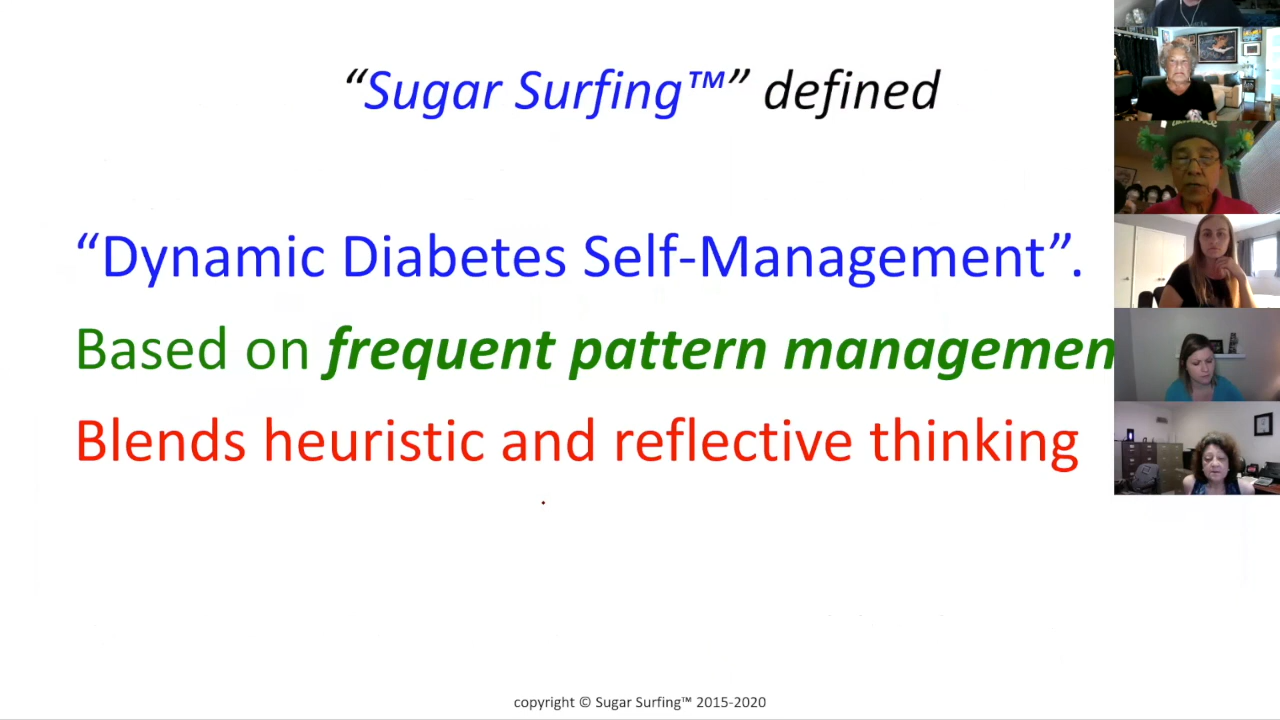 “Sugar Surfing™” defined
“Dynamic Diabetes Self-Management”.
Based on frequent pattern managemen
Blends heuristic and reflective thinking
copyright © Sugar Surfing™ 2015-2020